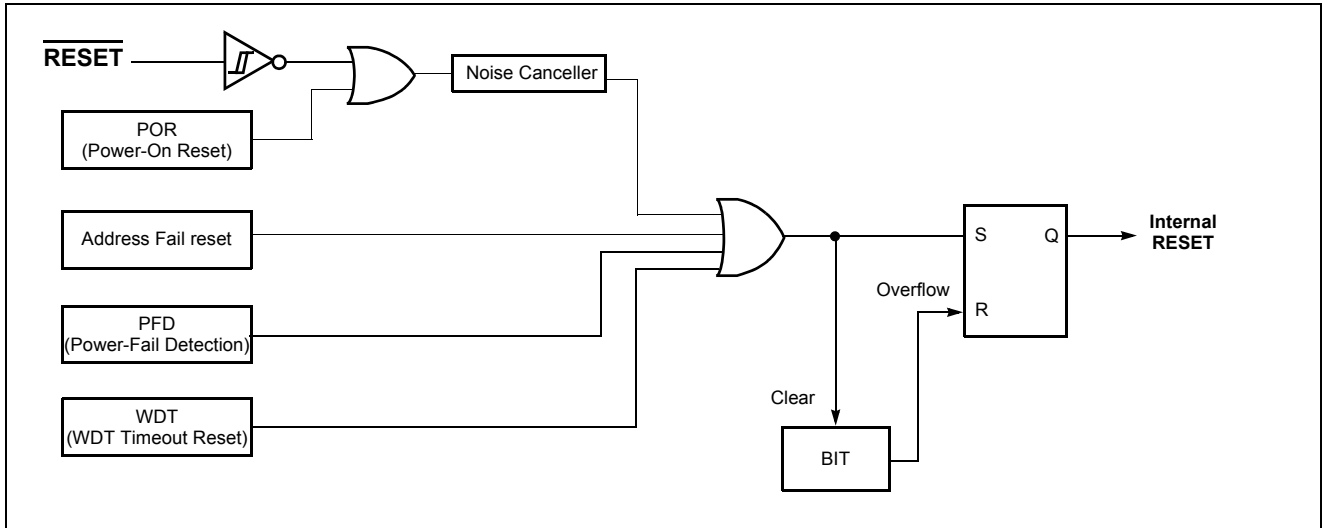 RESET
Noise Canceller
POR
(Power-On Reset)
Address Fail reset
PFD
(Power-Fail Detection)
WDT
(WDT Timeout Reset)
S
Q
R
Internal
RESET
Overflow
Clear
BIT